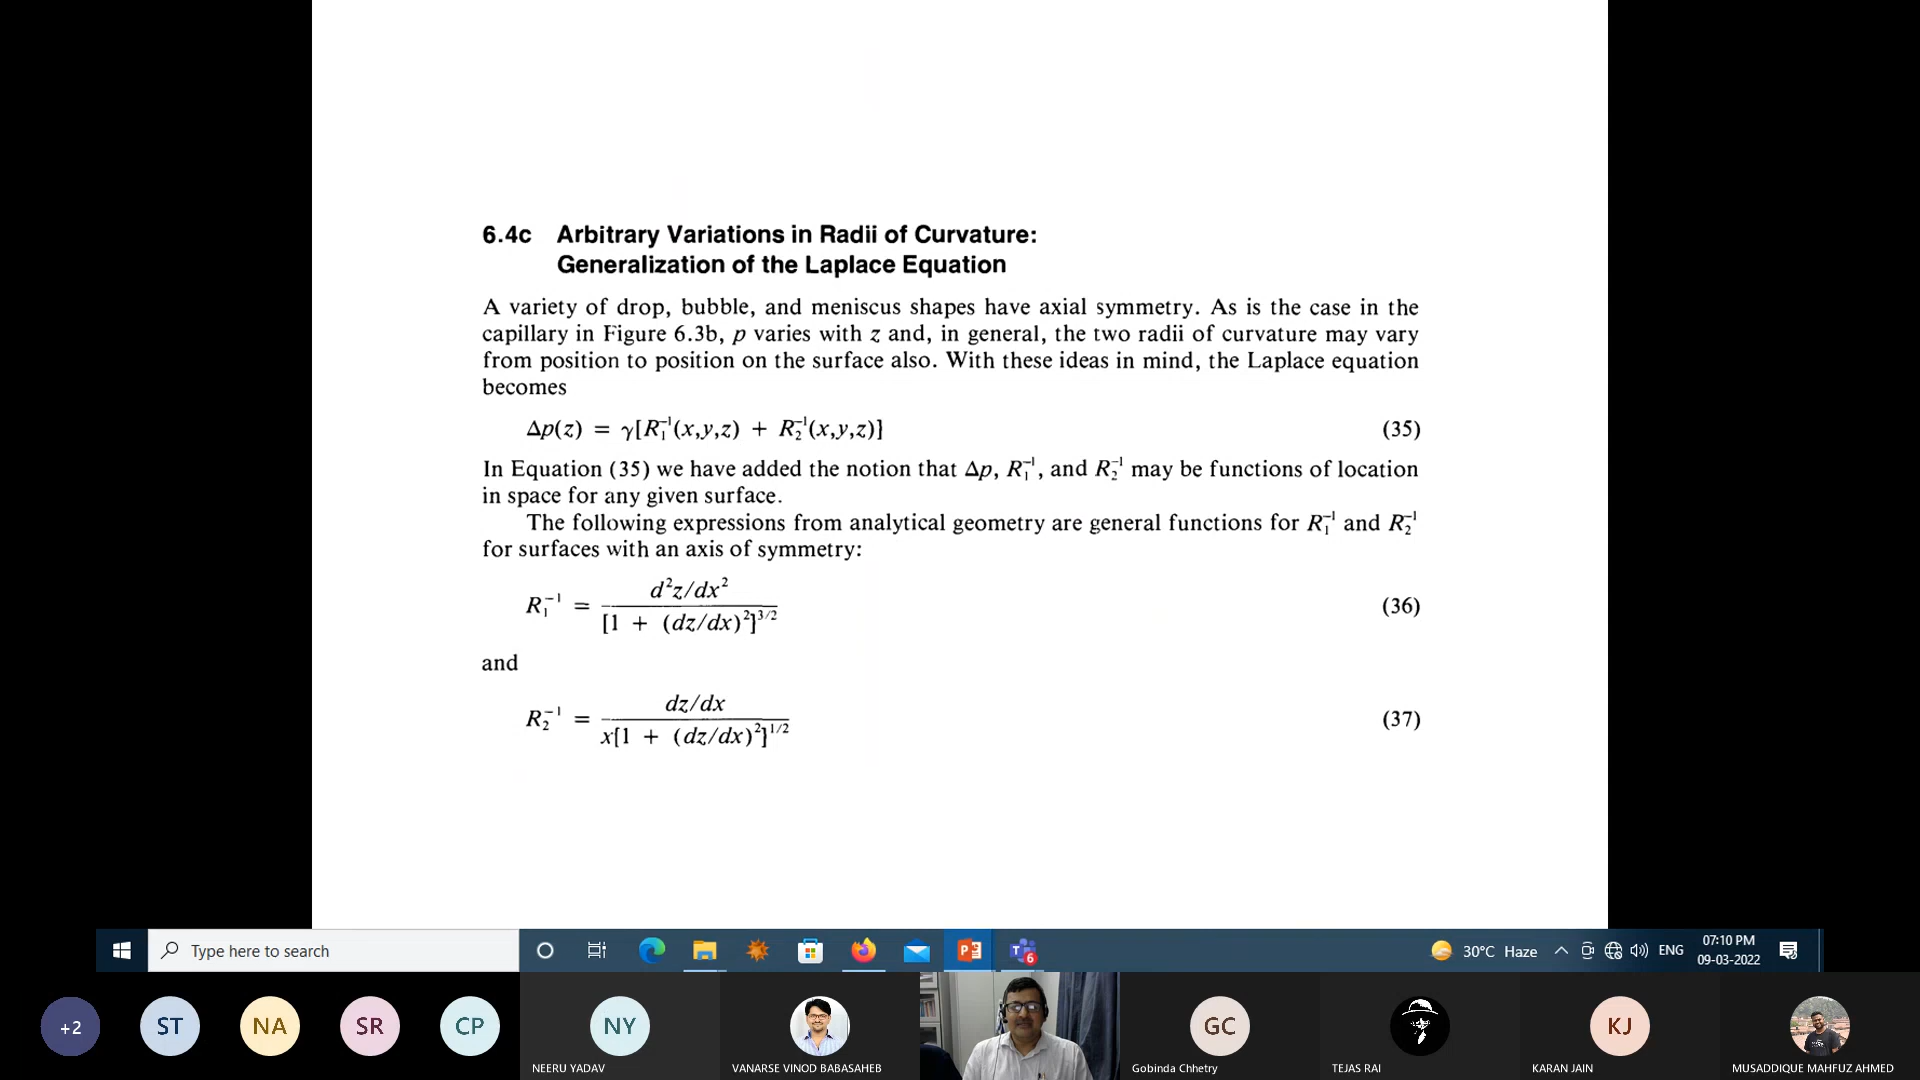 6.4c Arbitrary Variations in Radii of Curvature:
Generalization of the Laplace Equation
A variety of drop, bubble, and meniscus shapes have axial symmetry. As is the case in the
capillary in Figure 6.3b, p varies with z and, in general, the two radii of curvature may vary
from position to position on the surface also. With these ideas in mind, the Laplace equation
becomes
Δp(z) = γ[R₁⁻¹(x,y,z) + R₂⁻¹(x,y,z)] (35)
In Equation (35) we have added the notion that Δp, R₁⁻¹, and R₂⁻¹ may be functions of location
in space for any given surface.
The following expressions from analytical geometry are general functions for R₁⁻¹ and R₂⁻¹
for surfaces with an axis of symmetry:
R₁⁻¹ = d²z/dx² / [1 + (dz/dx)²]³ᐟ² (36)
and
R₂⁻¹ = dz/dx / x[1 + (dz/dx)²]¹ᐟ² (37)
Type here to search
6
30°C Haze
ENG
07:10 PM
09-03-2022
+2
ST
NA
SR
CP
NY
GC
KJ
NEERU YADAV
VANARSE VINOD BABASAHEB
Gobinda Chhetry
TEJAS RAI
KARAN JAIN
MUSADDIQUE MAHFUZ AHMED